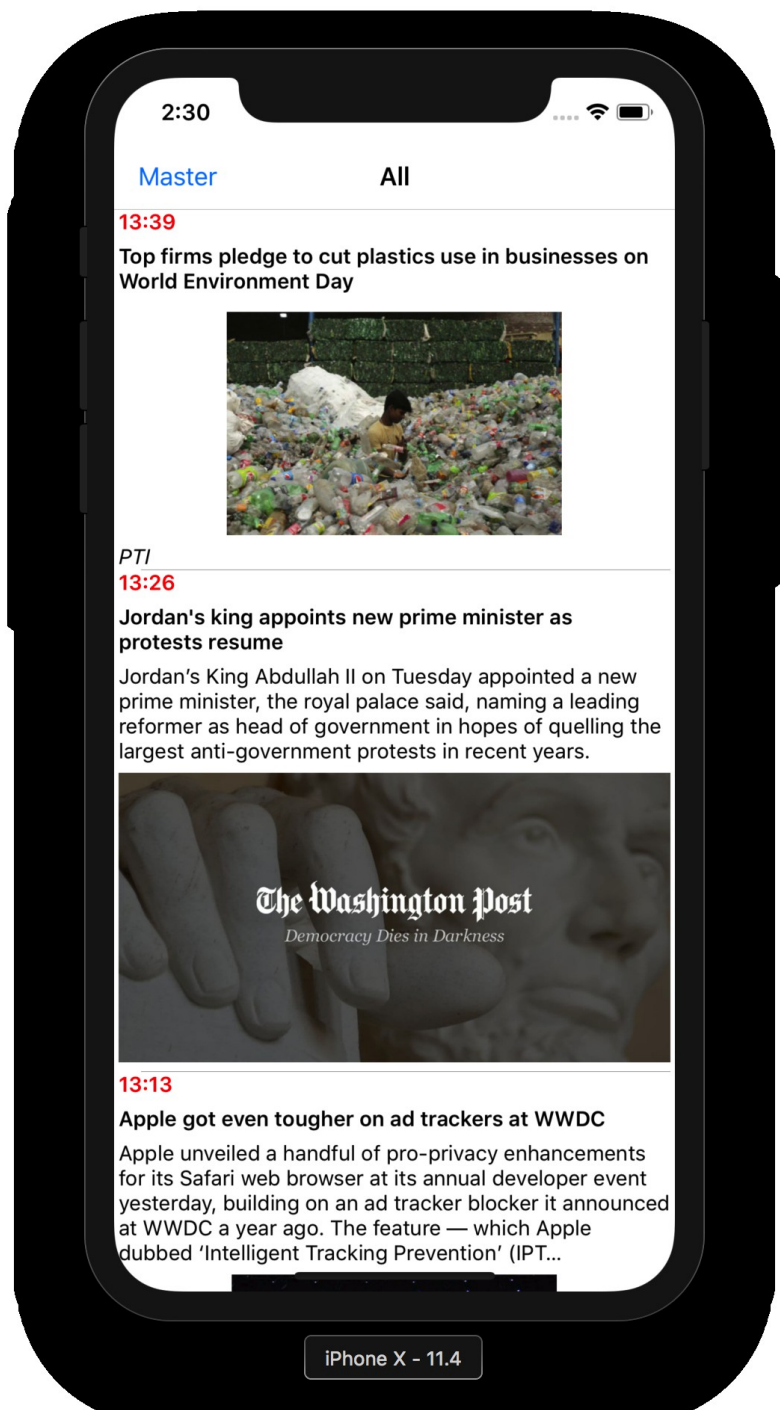 2:30
Master
All
13:39
Top firms pledge to cut plastics use in businesses on
World Environment Day
PTI
13:26
Jordan's king appoints new prime minister as
protests resume
Jordan’s King Abdullah II on Tuesday appointed a new
prime minister, the royal palace said, naming a leading
reformer as head of government in hopes of quelling the
largest anti-government protests in recent years.
The Washington Post
Democracy Dies in Darkness
13:13
Apple got even tougher on ad trackers at WWDC
Apple unveiled a handful of pro-privacy enhancements
for its Safari web browser at its annual developer event
yesterday, building on an ad tracker blocker it announced
at WWDC a year ago. The feature — which Apple
dubbed ‘Intelligent Tracking Prevention’ (IPT...
iPhone X - 11.4